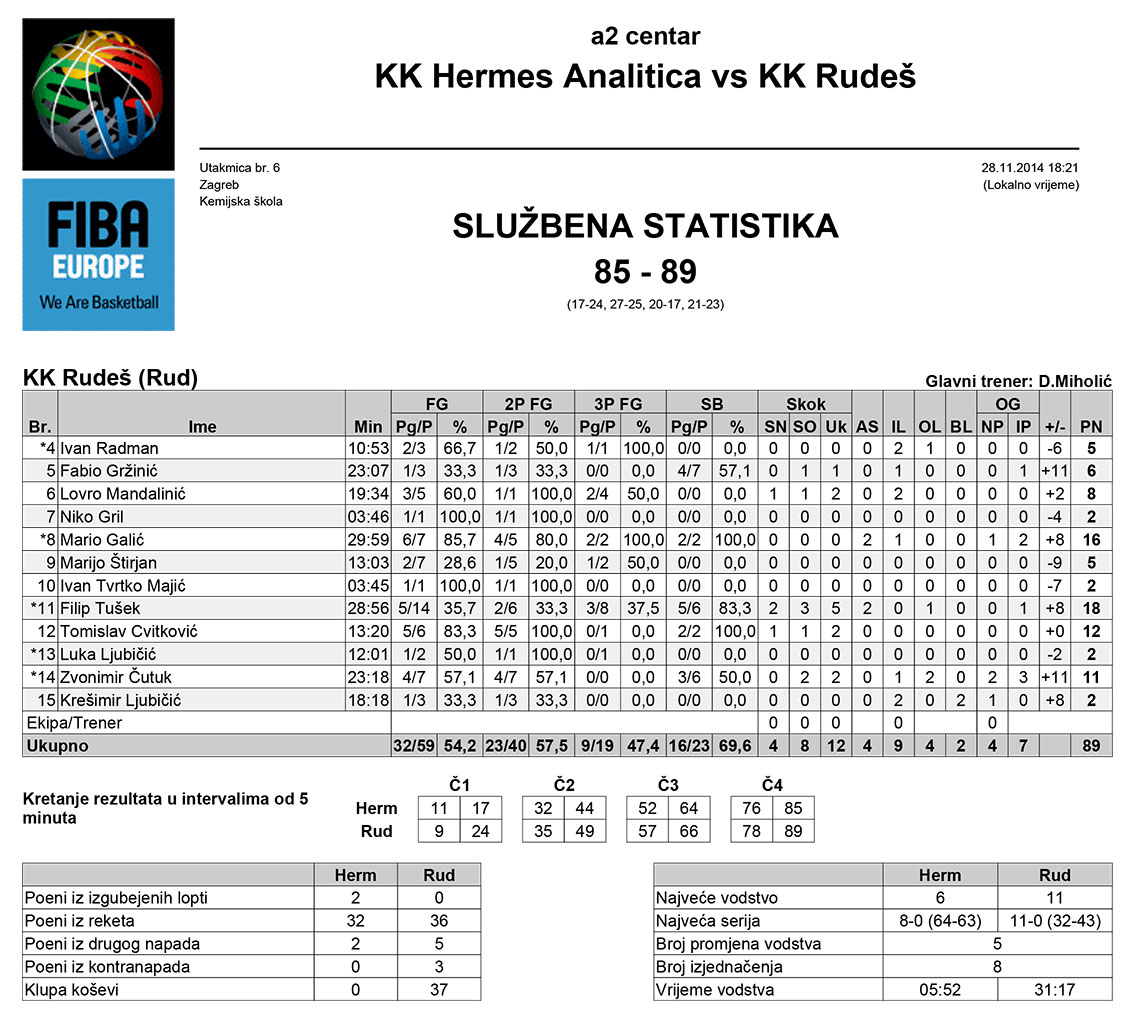 a2 centar
KK Hermes Analitica vs KK Rudeš
Utakmica br. 6 28.11.2014 18:21
Zagreb (Lokalno vrijeme)
Kemijska škola
FIBA
EUROPE
We Are Basketball
SLUŽBENA STATISTIKA
85 - 89
(17-24, 27-25, 20-17, 21-23)
KK Rudeš (Rud) Glavni trener: D.Miholić
FG 2P FG 3P FG SB Skok OG
Br. Ime Min Pg/P % Pg/P % Pg/P % Pg/P % SN SO Uk AS IL OL BL NP IP +/- PN
*4 Ivan Radman 10:53 2/3 66,7 1/2 50,0 1/1 100,0 0/0 0,0 0 0 0 0 2 1 0 0 0 -6 5
5 Fabio Gržinić 23:07 1/3 33,3 1/3 33,3 0/0 0,0 4/7 57,1 0 1 1 0 1 0 0 0 1 +11 6
6 Lovro Mandalinić 19:34 3/5 60,0 1/1 100,0 2/4 50,0 0/0 0,0 1 1 2 0 2 0 0 0 0 +2 8
7 Niko Gril 03:46 1/1 100,0 1/1 100,0 0/0 0,0 0/0 0,0 0 0 0 0 0 0 0 0 0 -4 2
*8 Mario Galić 29:59 6/7 85,7 4/5 80,0 2/2 100,0 2/2 100,0 0 0 0 2 1 0 0 1 2 +8 16
9 Marijo Štirjan 13:03 2/7 28,6 1/5 20,0 1/2 50,0 0/0 0,0 0 0 0 0 0 0 0 0 0 -9 5
10 Ivan Tvrtko Majić 03:45 1/1 100,0 1/1 100,0 0/0 0,0 0/0 0,0 0 0 0 0 0 0 0 0 0 -7 2
*11 Filip Tušek 28:56 5/14 35,7 2/6 33,3 3/8 37,5 5/6 83,3 2 3 5 2 0 1 0 0 1 +8 18
12 Tomislav Cvitković 13:20 5/6 83,3 5/5 100,0 0/1 0,0 2/2 100,0 1 1 2 0 0 0 0 0 0 +0 12
*13 Luka Ljubičić 12:01 1/2 50,0 1/1 100,0 0/1 0,0 0/0 0,0 0 0 0 0 0 0 0 0 0 -2 2
*14 Zvonimir Čutuk 23:18 4/7 57,1 4/7 57,1 0/0 0,0 3/6 50,0 0 2 2 0 1 2 0 2 3 +11 11
15 Krešimir Ljubičić 18:18 1/3 33,3 1/3 33,3 0/0 0,0 0/0 0,0 0 0 0 0 2 0 2 1 0 +8 2
Ekipa/Trener 0 0 0 0 0
Ukupno 32/59 54,2 23/40 57,5 9/19 47,4 16/23 69,6 4 8 12 4 9 4 2 4 7 89
Č1 Č2 Č3 Č4
Kretanje rezultata u intervalima od 5
minuta
Herm 11 17 32 44 52 64 76 85
Rud 9 24 35 49 57 66 78 89
Herm Rud
Poeni iz izgubejenih lopti 2 0
Poeni iz reketa 32 36
Poeni iz drugog napada 2 5
Poeni iz kontranapada 0 3
Klupa koševi 0 37
Herm Rud
Najveće vodstvo 6 11
Najveća serija 8-0 (64-63) 11-0 (32-43)
Broj promjena vodstva 5
Broj izjednačenja 8
Vrijeme vodstva 05:52 31:17